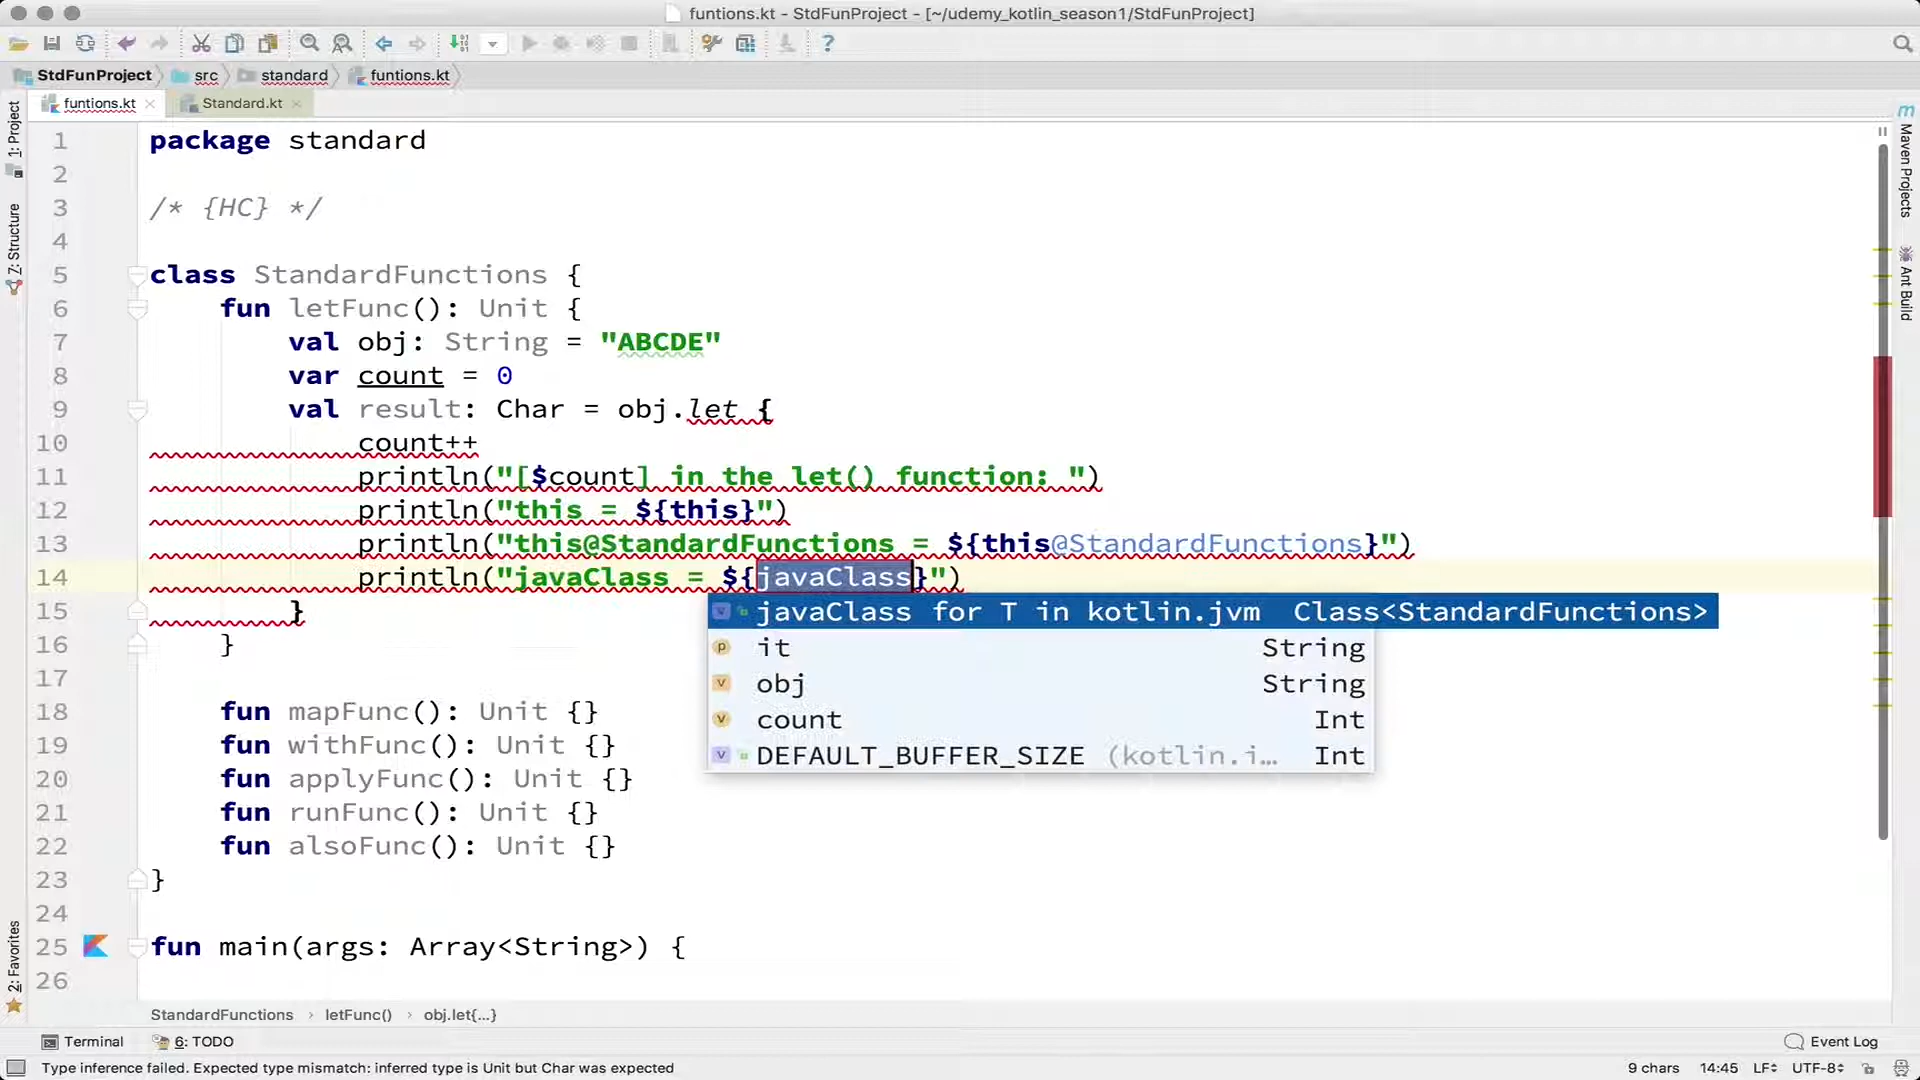 funtions.kt - StdFunProject - [~/udemy_kotlin_season1/StdFunProject]
StdFunProject src standard funtions.kt
funtions.kt Standard.kt
1: Project
Z: Structure
2: Favorites
Maven Projects
Ant Build
1 package standard
2
3 /* {HC} */
4
5 class StandardFunctions {
6 fun letFunc(): Unit {
7 val obj: String = "ABCDE"
8 var count = 0
9 val result: Char = obj.let {
10 count++
11 println("[$count] in the let() function: ")
12 println("this = ${this}")
13 println("this@StandardFunctions = ${this@StandardFunctions}")
14 println("javaClass = ${javaClass}")
15 }
javaClass for T in kotlin.jvm Class<StandardFunctions>
it String
obj String
count Int
DEFAULT_BUFFER_SIZE (kotlin.i... Int
16 }
17
18 fun mapFunc(): Unit {}
19 fun withFunc(): Unit {}
20 fun applyFunc(): Unit {}
21 fun runFunc(): Unit {}
22 fun alsoFunc(): Unit {}
23 }
24
25 fun main(args: Array<String>) {
26
StandardFunctions › letFunc() › obj.let{...}
Terminal 6: TODO Event Log
Type inference failed. Expected type mismatch: inferred type is Unit but Char was expected 9 chars 14:45 LF UTF-8